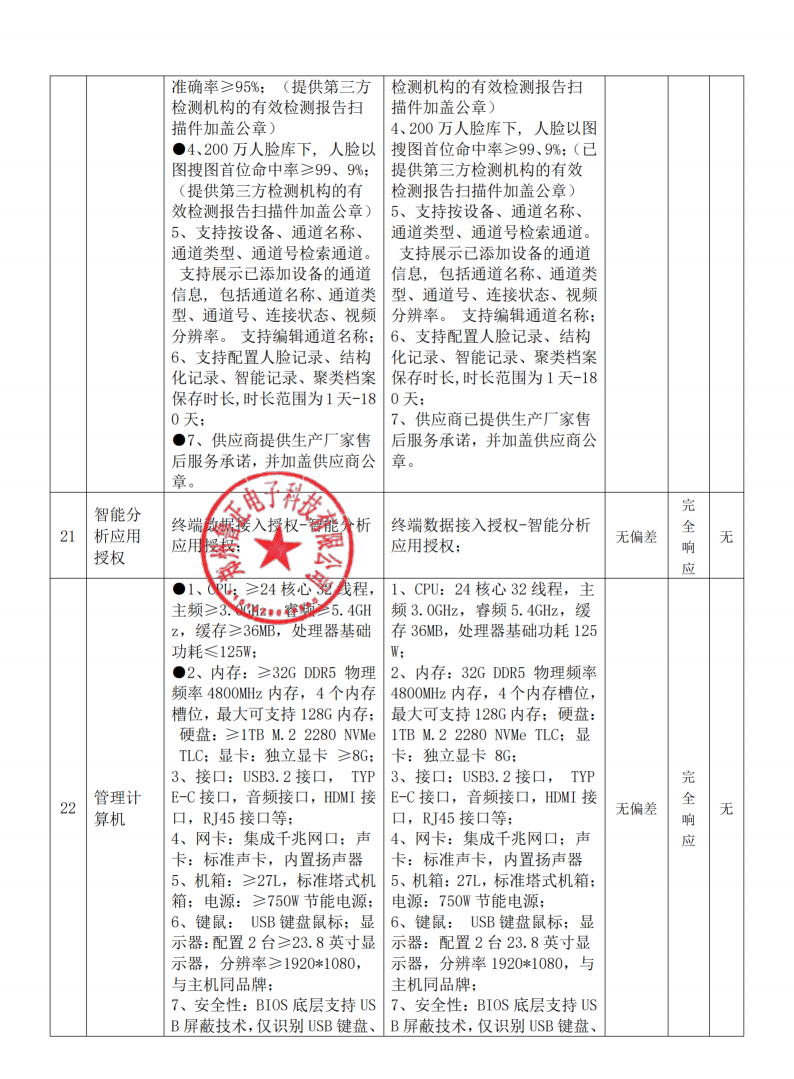 准确率≥95%；（提供第三方
检测机构的有效检测报告扫
描件加盖公章）
●4、200 万人脸库下, 人脸以
图搜图首位命中率≥99、9%;
（提供第三方检测机构的有
效检测报告扫描件加盖公章）
5、支持按设备、通道名称、
通道类型、通道号检索通道。
支持展示已添加设备的通道
信息, 包括通道名称、通道类
型、通道号、连接状态、视频
分辨率。 支持编辑通道名称；
6、支持配置人脸记录、结构
化记录、智能记录、聚类档案
保存时长,时长范围为 1 天-18
0 天；
●7、供应商提供生产厂家售
后服务承诺，并加盖供应商公
章。
检测机构的有效检测报告扫
描件加盖公章）
4、200 万人脸库下, 人脸以图
搜图首位命中率≥99、9%;（已
提供第三方检测机构的有效
检测报告扫描件加盖公章）
5、支持按设备、通道名称、
通道类型、通道号检索通道。
支持展示已添加设备的通道
信息, 包括通道名称、通道类
型、通道号、连接状态、视频
分辨率。 支持编辑通道名称；
6、支持配置人脸记录、结构
化记录、智能记录、聚类档案
保存时长,时长范围为 1 天-18
0 天；
7、供应商已提供生产厂家售
后服务承诺，并加盖供应商公
章。
21
智能分
析应用
授权
终端数据接入授权-智能分析
应用授权；
终端数据接入授权-智能分析
应用授权；
无偏差
完
全
响
应
无
22
管理计
算机
●1、CPU：≥24 核心 32 线程，
主频≥3.0GHz，睿频≥5.4GH
z，缓存≥36MB，处理器基础
功耗≤125W；
●2、内存：≥32G DDR5 物理
频率 4800MHz 内存，4 个内存
槽位，最大可支持 128G 内存；
硬盘：≥1TB M.2 2280 NVMe
TLC；显卡：独立显卡 ≥8G；
3、接口：USB3.2 接口， TYP
E-C 接口，音频接口，HDMI 接
口，RJ45 接口等；
4、网卡：集成千兆网口；声
卡：标准声卡，内置扬声器
5、机箱：≥27L，标准塔式机
箱；电源：≥750W 节能电源；
6、键鼠： USB 键盘鼠标；显
示器：配置 2 台≥23.8 英寸显
示器，分辨率≥1920*1080，
与主机同品牌；
7、安全性：BIOS 底层支持 US
B 屏蔽技术，仅识别 USB 键盘、
1、CPU：24 核心 32 线程，主
频 3.0GHz，睿频 5.4GHz，缓
存 36MB，处理器基础功耗 125
W；
2、内存：32G DDR5 物理频率
4800MHz 内存，4 个内存槽位，
最大可支持 128G 内存；硬盘：
1TB M.2 2280 NVMe TLC；显
卡：独立显卡 8G；
3、接口：USB3.2 接口， TYP
E-C 接口，音频接口，HDMI 接
口，RJ45 接口等；
4、网卡：集成千兆网口；声
卡：标准声卡，内置扬声器
5、机箱：27L，标准塔式机箱；
电源：750W 节能电源；
6、键鼠： USB 键盘鼠标；显
示器：配置 2 台 23.8 英寸显
示器，分辨率 1920*1080，与
主机同品牌；
7、安全性：BIOS 底层支持 US
B 屏蔽技术，仅识别 USB 键盘、
无偏差
完
全
响
应
无